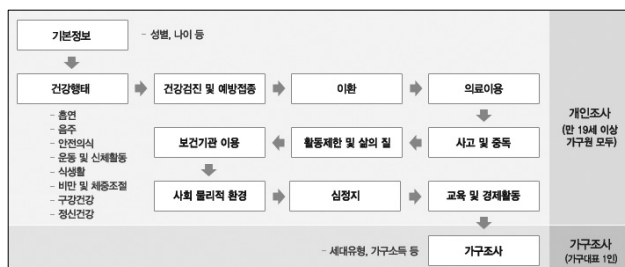 기본정보
- 성별, 나이 등
건강행태
건강검진 및 예방접종
이환
의료이용
- 흡연
- 음주
- 안전의식
- 운동 및 신체활동
- 식생활
- 비만 및 체중조절
- 구강건강
- 정신건강
보건기관 이용
활동제한 및 삶의 질
사고 및 중독
사회 물리적 환경
심정지
교육 및 경제활동
개인조사
(만 19세 이상
가구원 모두)
- 세대유형, 가구소득 등
가구조사
가구조사
(가구대표 1인)